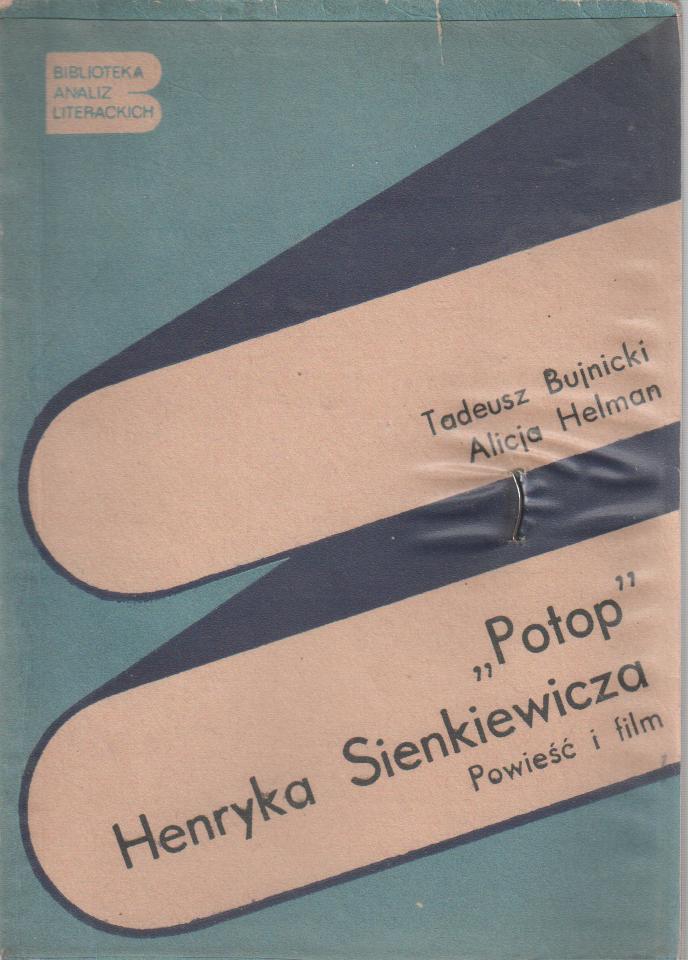 BIBLIOTEKA
ANALIZ
LITERACKICH
Tadeusz Bujnicki
Alicja Helman
„Potop”
Henryka Sienkiewicza
Powieść i film